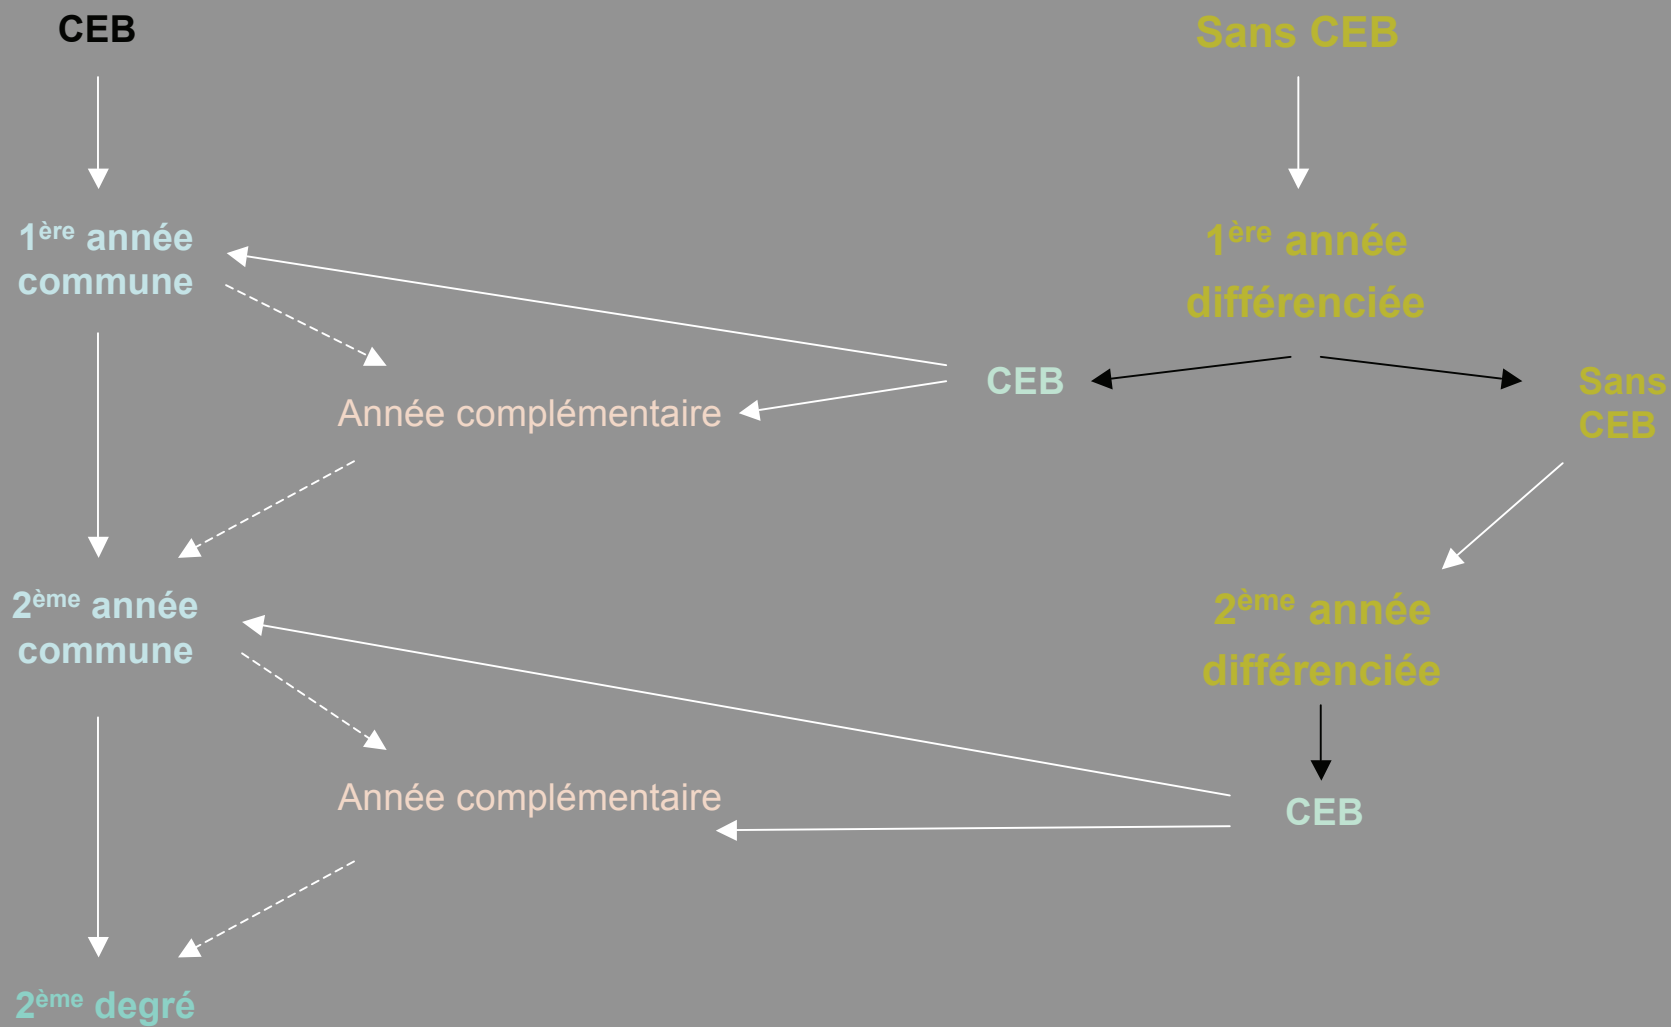 CEB
Sans CEB
1ère année
commune
1ère année
différenciée
CEB
Sans
CEB
Année complémentaire
2ème année
commune
2ème année
différenciée
Année complémentaire
CEB
2ème degré